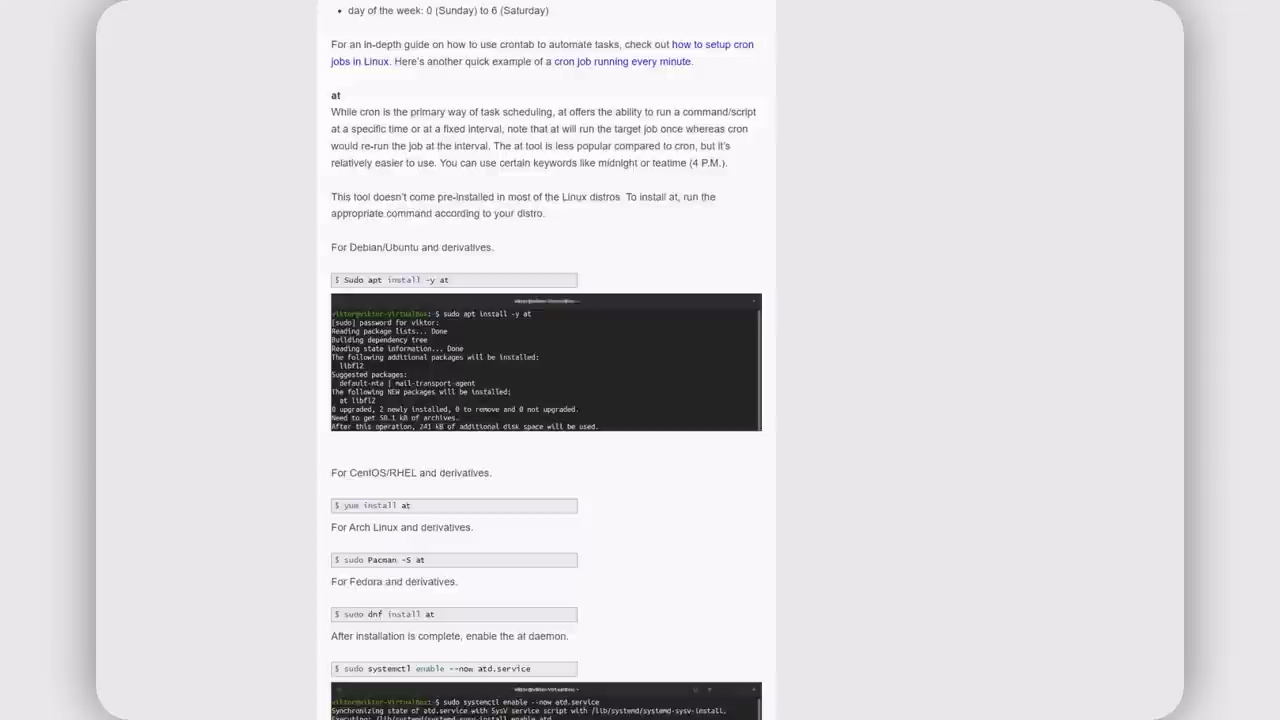 • day of the week: 0 (Sunday) to 6 (Saturday)
For an in-depth guide on how to use crontab to automate tasks, check out how to setup cron
jobs in Linux. Here's another quick example of a cron job running every minute.
at
While cron is the primary way of task scheduling, at offers the ability to run a command/script
at a specific time or at a fixed interval, note that at will run the target job once whereas cron
would re-run the job at the interval. The at tool is less popular compared to cron, but it's
relatively easier to use. You can use certain keywords like midnight or teatime (4 P.M.).
This tool doesn't come pre-installed in most of the Linux distros To install at, run the
appropriate command according to your distro.
For Debian/Ubuntu and derivatives.
$ Sudo apt install -y at
viktor@viktor-VirtualBox:~$ sudo apt install -y at
[sudo] password for viktor:
Reading package lists... Done
Building dependency tree
Reading state information... Done
The following additional packages will be installed:
libfl2
Suggested packages:
default-mta | mail-transport-agent
The following NEW packages will be installed:
at libfl2
0 upgraded, 2 newly installed, 0 to remove and 0 not upgraded.
Need to get 50.1 kB of archives.
After this operation, 241 kB of additional disk space will be used.
For CentOS/RHEL and derivatives.
$ yum install at
For Arch Linux and derivatives.
$ sudo Pacman -S at
For Fedora and derivatives.
$ sudo dnf install at
After installation is complete, enable the at daemon.
$ sudo systemctl enable --now atd.service
viktor@viktor-VirtualBox:~
viktor@viktor-VirtualBox:~$ sudo systemctl enable --now atd.service
Synchronizing state of atd.service with SysV service script with /lib/systemd/systemd-sysv-install.
Executing: /lib/systemd/systemd-sysv-install enable atd